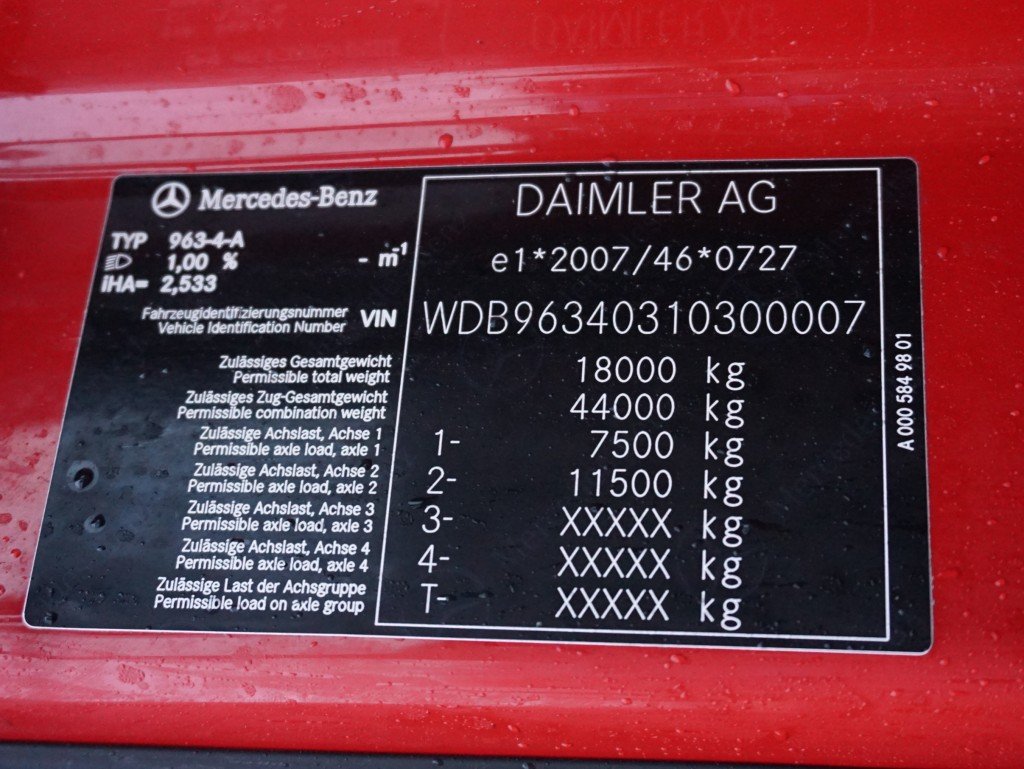 Mercedes-Benz
TYP 963-4-A
1,00 % - m⁻¹
iHA= 2,533
DAIMLER AG
e1*2007/46*0727
Fahrzeugidentifizierungsnummer
Vehicle Identification Number VIN WDB96340310300007
Zulässiges Gesamtgewicht
Permissible total weight 18000 kg
Zulässiges Zug-Gesamtgewicht
Permissible combination weight 44000 kg
Zulässige Achslast, Achse 1
Permissible axle load, axle 1 1- 7500 kg
Zulässige Achslast, Achse 2
Permissible axle load, axle 2 2- 11500 kg
Zulässige Achslast, Achse 3
Permissible axle load, axle 3 3- XXXXX kg
Zulässige Achslast, Achse 4
Permissible axle load, axle 4 4- XXXXX kg
Zulässige Last der Achsgruppe
Permissible load on axle group T- XXXXX kg
A 000 584 98 01